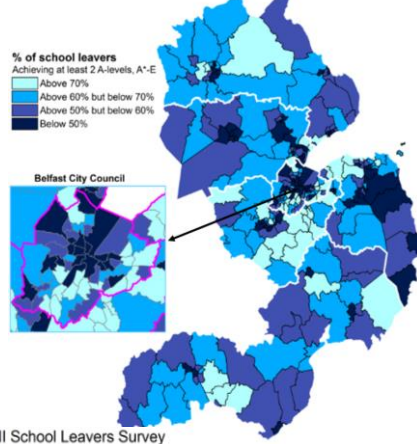 % of school leavers
Achieving at least 2 A-levels, A*-E
Above 70%
Above 60% but below 70%
Above 50% but below 60%
Below 50%
Belfast City Council
School Leavers Survey